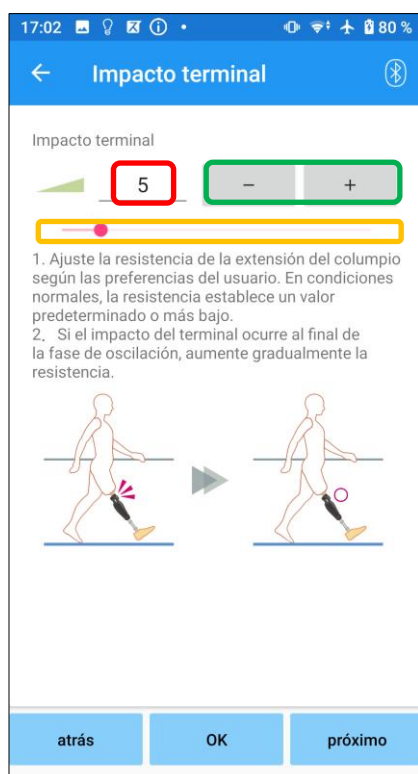 17:02 80 %
Impacto terminal
Impacto terminal
5 − +
1. Ajuste la resistencia de la extensión del columpio
según las preferencias del usuario. En condiciones
normales, la resistencia establece un valor
predeterminado o más bajo.
2. Si el impacto del terminal ocurre al final de
la fase de oscilación, aumente gradualmente la
resistencia.
atrás OK próximo